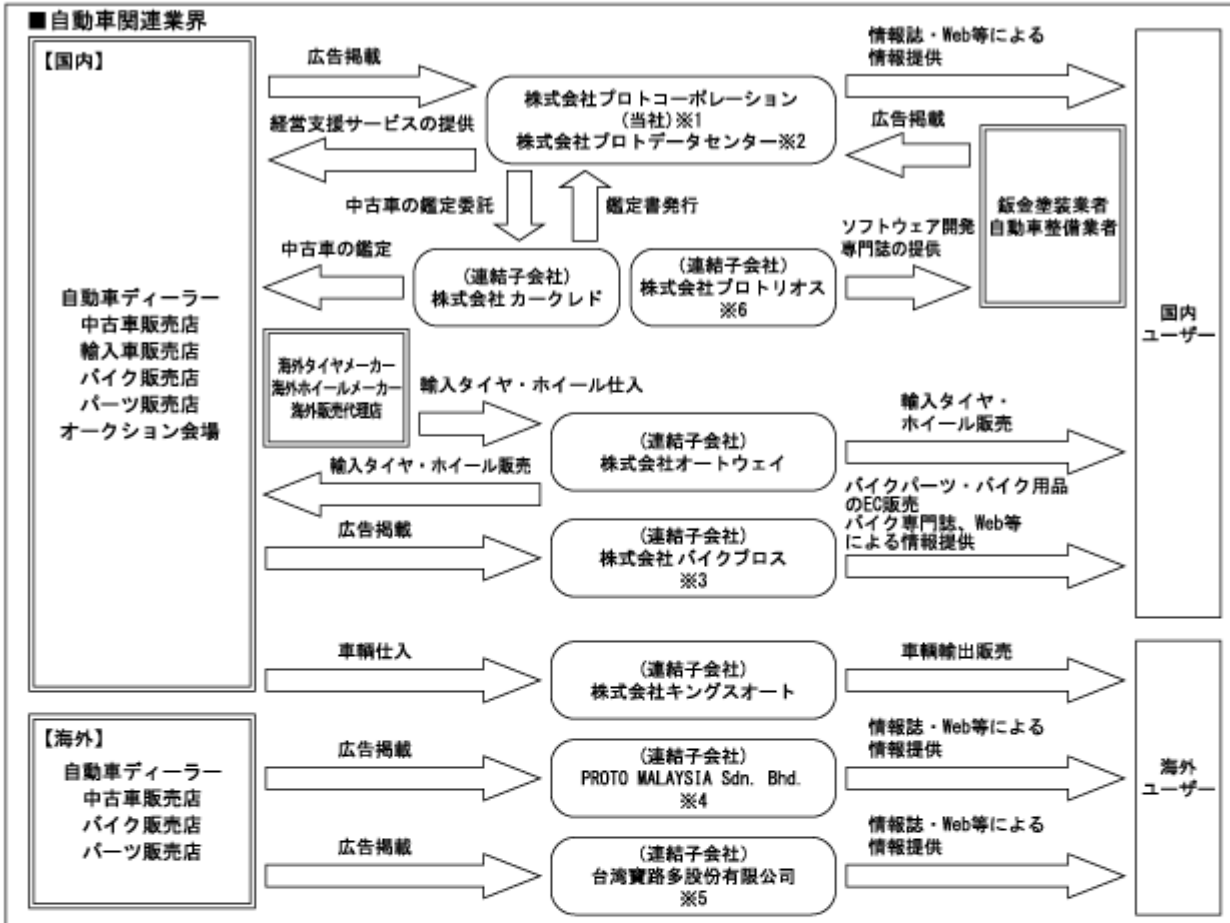 ■自動車関連業界
【国内】
自動車ディーラー
中古車販売店
輸入車販売店
バイク販売店
パーツ販売店
オークション会場
広告掲載
経営支援サービスの提供
株式会社プロトコーポレーション
(当社)※1
株式会社プロトデータセンター※2
情報誌・Web等による
情報提供
広告掲載
鈑金塗装業者
自動車整備業者
中古車の鑑定委託
鑑定書発行
ソフトウェア開発
専門誌の提供
中古車の鑑定
(連結子会社)
株式会社 カークレド
(連結子会社)
株式会社プロトリオス
※6
国内
ユーザー
海外タイヤメーカー
海外ホイールメーカー
海外販売代理店
輸入タイヤ・ホイール仕入
(連結子会社)
株式会社オートウェイ
輸入タイヤ・
ホイール販売
輸入タイヤ・ホイール販売
広告掲載
(連結子会社)
株式会社 バイクブロス
※3
バイクパーツ・バイク用品
のEC販売
バイク専門誌、Web等
による情報提供
車輌仕入
(連結子会社)
株式会社キングスオート
車輌輸出販売
【海外】
自動車ディーラー
中古車販売店
バイク販売店
パーツ販売店
広告掲載
(連結子会社)
PROTO MALAYSIA Sdn. Bhd.
※4
情報誌・Web等による
情報提供
海外
ユーザー
広告掲載
(連結子会社)
台湾寶路多股份有限公司
※5
情報誌・Web等による
情報提供